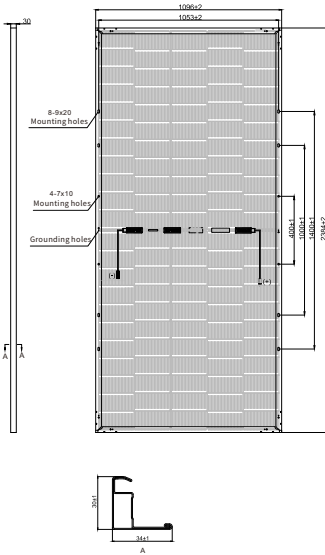 1096±2
1053±2
30
8-9x20
Mounting holes
4-7x10
Mounting holes
Grounding holes
400±1
1000±1
1400±1
2384±2
(-)
(+)
A
A
30±1
34±1
A